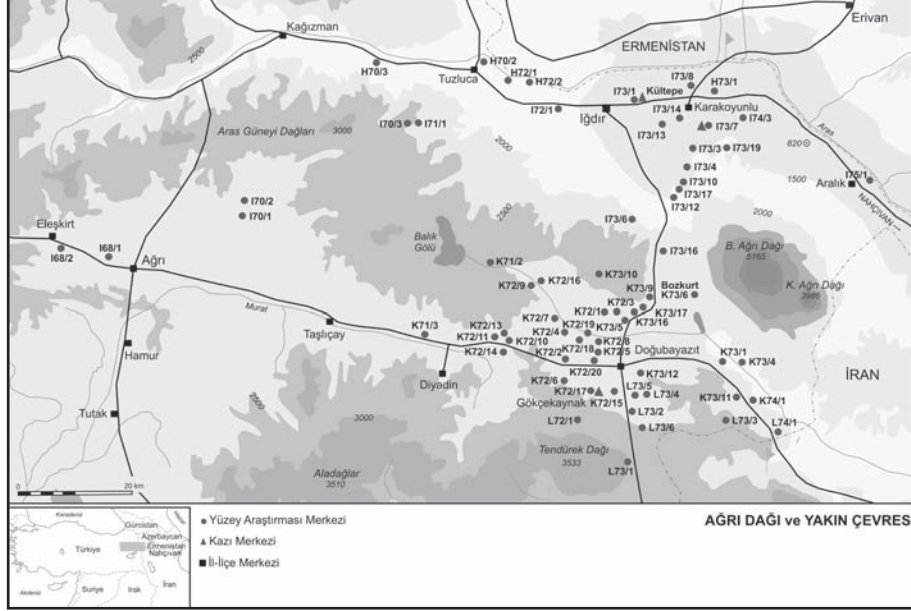 Erivan
Kağızman
2500
ERMENİSTAN
H70/3
H70/2
Tuzluca
H72/1
H72/2
I73/8
H73/1
I73/1
Kültepe
I72/1
Iğdır
Karakoyunlu
I73/14
I74/3
I73/7
I73/13
I70/3
I71/1
Aras Güneyi Dağları
3000
2000
Aras
820
I73/3
I73/19
I73/4
I73/10
I73/17
I73/12
1500
I75/1
Aralık
NAHÇIVAN
I70/2
I70/1
2500
I73/6
2000
Eleşkirt
I68/2
I68/1
Ağrı
Balık
Gölü
I73/16
B. Ağrı Dağı
5165
K71/2
K73/10
K72/16
K72/9
K73/9
Bozkurt
K73/6
K. Ağrı Dağı
3986
Murat
K72/3
K72/1
K73/17
K73/16
K72/7
K72/19
K73/5
Taşlıçay
K71/3
K72/13
K72/11
K72/10
K72/4
K72/8
K72/18
K72/14
K72/2
K72/5
Doğubayazıt
Hamur
Diyadin
K72/20
K73/12
K73/1
K73/4
İRAN
K72/6
K72/17
K72/15
Gökçekaynak
L73/5
L73/4
K73/11
K74/1
2500
Tutak
3000
L72/1
L73/2
L73/6
L73/3
L74/1
Tendürek Dağı
3533
L73/1
Aladağlar
3510
0
20 km
Karadeniz
Gürcistan
Azerbaycan
Ermenistan
Nahçivan
Türkiye
Akdeniz
Suriye
Irak
İran
Yüzey Araştırması Merkezi
Kazı Merkezi
İl-İlçe Merkezi
AĞRI DAĞI ve YAKIN ÇEVRES